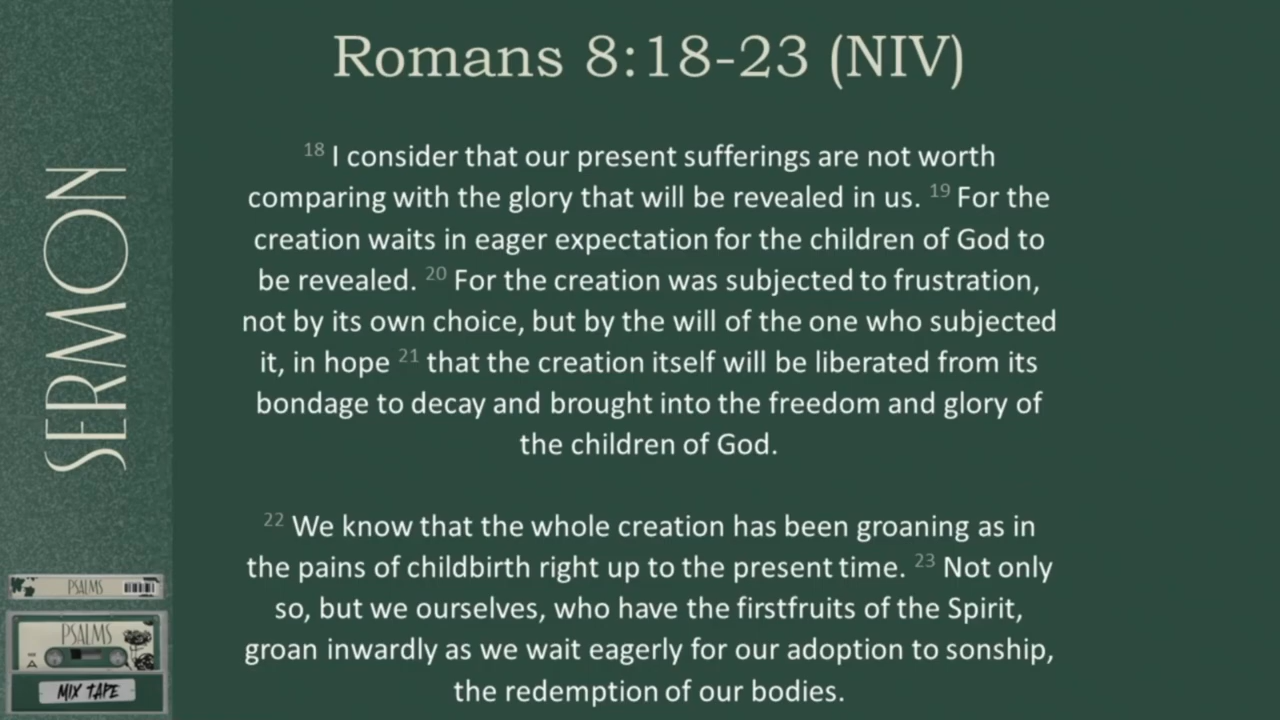 Romans 8:18-23 (NIV)
18 I consider that our present sufferings are not worth
comparing with the glory that will be revealed in us. 19 For the
creation waits in eager expectation for the children of God to
be revealed. 20 For the creation was subjected to frustration,
not by its own choice, but by the will of the one who subjected
it, in hope 21 that the creation itself will be liberated from its
bondage to decay and brought into the freedom and glory of
the children of God.
22 We know that the whole creation has been groaning as in
the pains of childbirth right up to the present time. 23 Not only
so, but we ourselves, who have the firstfruits of the Spirit,
groan inwardly as we wait eagerly for our adoption to sonship,
the redemption of our bodies.
SERMON
PSALMS
PSALMS
A
MIX TAPE